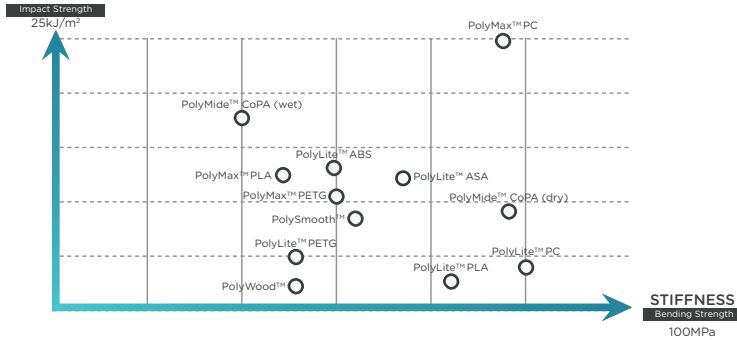 Impact Strength
25kJ/m²
PolyMax™ PC
PolyMide™ CoPA (wet)
PolyLite™ ABS
PolyMax™ PLA
PolyLite™ ASA
PolyMax™ PETG
PolyMide™ CoPA (dry)
PolySmooth™
PolyLite™ PETG
PolyLite™ PC
PolyLite™ PLA
PolyWood™
STIFFNESS
Bending Strength
100MPa